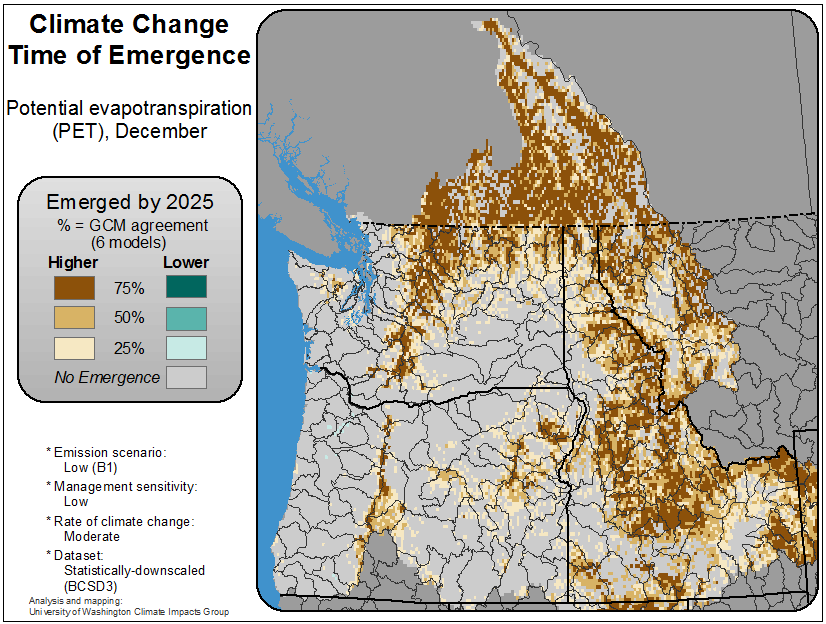 Climate Change
Time of Emergence
Potential evapotranspiration
(PET), December
Emerged by 2025
% = GCM agreement
(6 models)
Higher Lower
75%
50%
25%
No Emergence
* Emission scenario:
Low (B1)
* Management sensitivity:
Low
* Rate of climate change:
Moderate
* Dataset:
Statistically-downscaled
(BCSD3)
Analysis and mapping:
University of Washington Climate Impacts Group